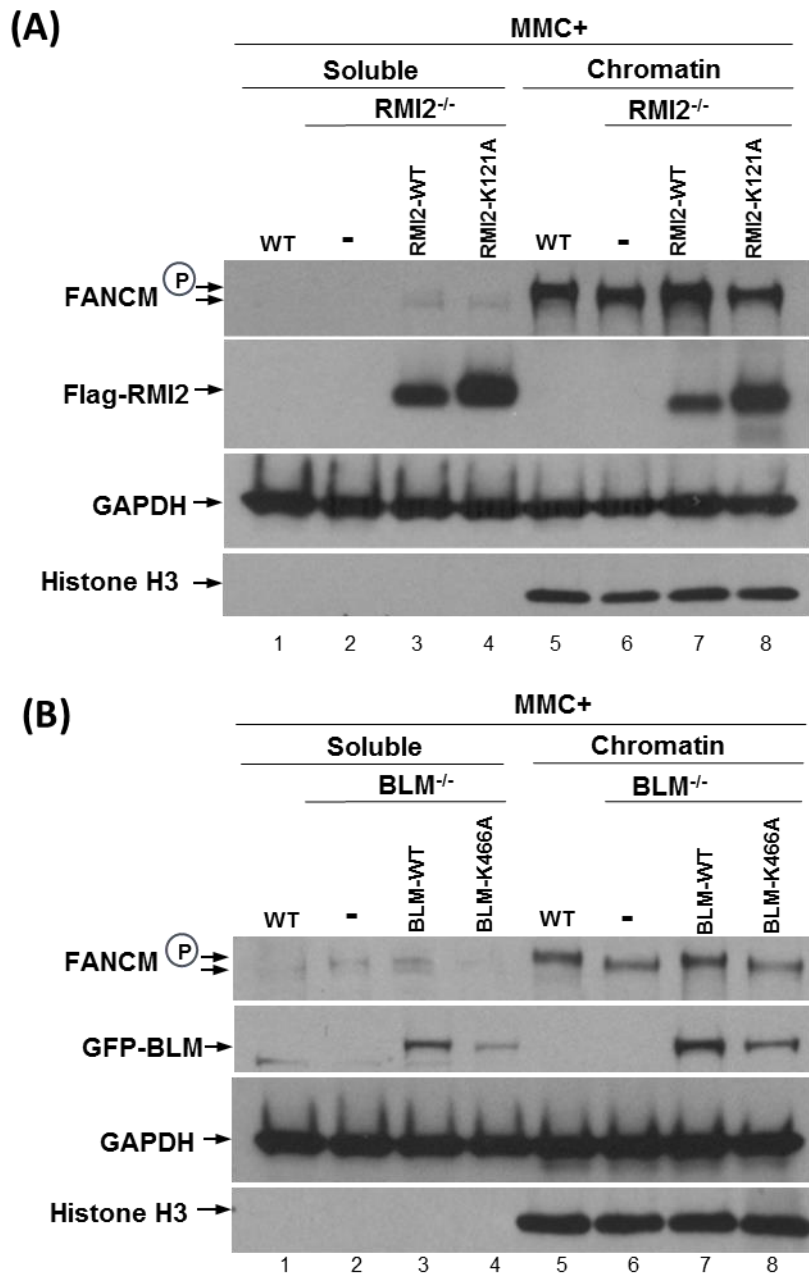 (A)
MMC+
Soluble Chromatin
RMI2-/- RMI2-/-
WT - RMI2-WT RMI2-K121A WT - RMI2-WT RMI2-K121A
FANCM P
Flag-RMI2
GAPDH
Histone H3
1 2 3 4 5 6 7 8
(B)
MMC+
Soluble Chromatin
BLM-/- BLM-/-
WT - BLM-WT BLM-K466A WT - BLM-WT BLM-K466A
FANCM P
GFP-BLM
GAPDH
Histone H3
1 2 3 4 5 6 7 8